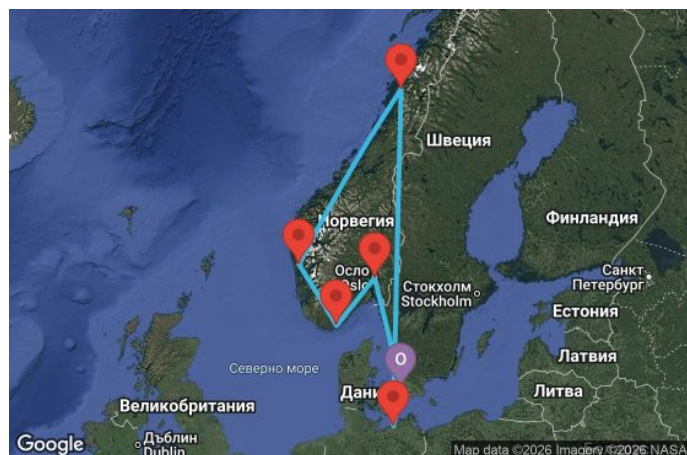 Швеция
Норвегия
Финландия
Осло
Oslo
Санкт
Петербург
Стокхолм
Stockholm
Естония
Латвия
O
Северно море
Дани
Литва
Великобритания
Дъблин
Dublin
Google
Map data ©2026 Imagery ©2026 NASA